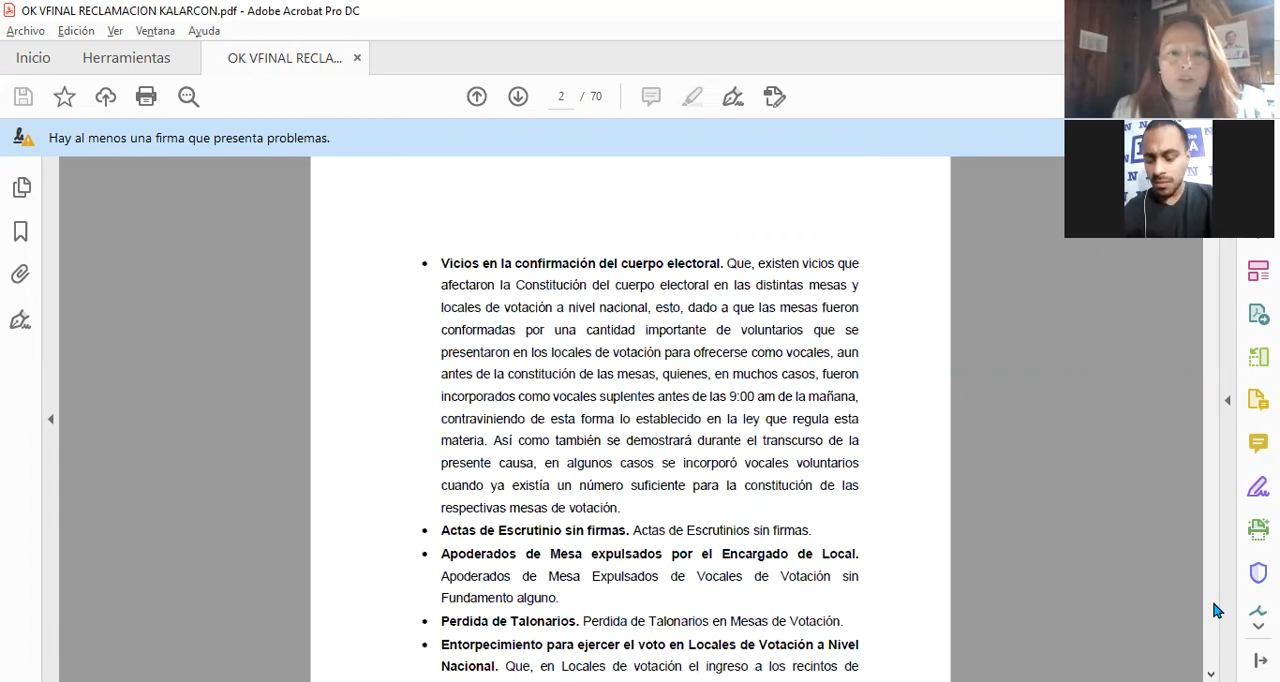 OK VFINAL RECLAMACION KALARCON.pdf - Adobe Acrobat Pro DC
Archivo Edición Ver Ventana Ayuda
Inicio Herramientas OK VFINAL RECLA... ×
2 / 70
Hay al menos una firma que presenta problemas.
• Vicios en la confirmación del cuerpo electoral. Que, existen vicios que
afectaron la Constitución del cuerpo electoral en las distintas mesas y
locales de votación a nivel nacional, esto, dado a que las mesas fueron
conformadas por una cantidad importante de voluntarios que se
presentaron en los locales de votación para ofrecerse como vocales, aun
antes de la constitución de las mesas, quienes, en muchos casos, fueron
incorporados como vocales suplentes antes de las 9:00 am de la mañana,
contraviniendo de esta forma lo establecido en la ley que regula esta
materia. Así como también se demostrará durante el transcurso de la
presente causa, en algunos casos se incorporó vocales voluntarios
cuando ya existía un número suficiente para la constitución de las
respectivas mesas de votación.
• Actas de Escrutinio sin firmas. Actas de Escrutinios sin firmas.
• Apoderados de Mesa expulsados por el Encargado de Local.
Apoderados de Mesa Expulsados de Vocales de Votación sin
Fundamento alguno.
• Perdida de Talonarios. Perdida de Talonarios en Mesas de Votación.
• Entorpecimiento para ejercer el voto en Locales de Votación a Nivel
Nacional. Que, en Locales de votación el ingreso a los recintos de